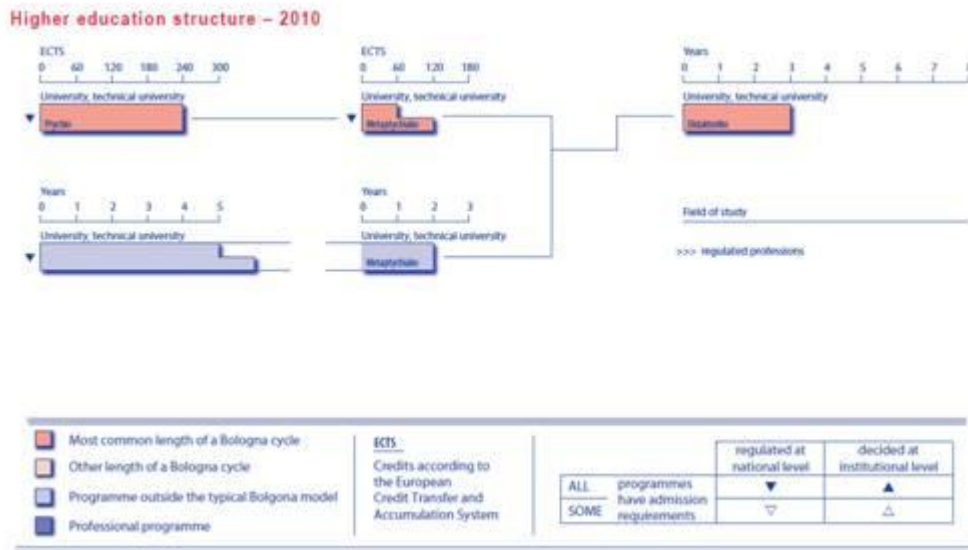 Higher education structure – 2010
ECTS
0 60 120 180 240 300
University, technical university
Ptychio
ECTS
0 60 120 180
University, technical university
Metaptychiako
Years
0 1 2 3 4 5 6 7 8
University, technical university
Years
0 1 2 3 4 5
University, technical university
Years
0 1 2 3
University, technical university
Metaptychiako
Field of study
>>> regulated professions
Most common length of a Bologna cycle
Other length of a Bologna cycle
Programme outside the typical Bolgona model
Professional programme
ECTS
Credits according to
the European
Credit Transfer and
Accumulation System
regulated at
national level
decided at
institutional level
ALL
SOME
programmes
have admission
requirements